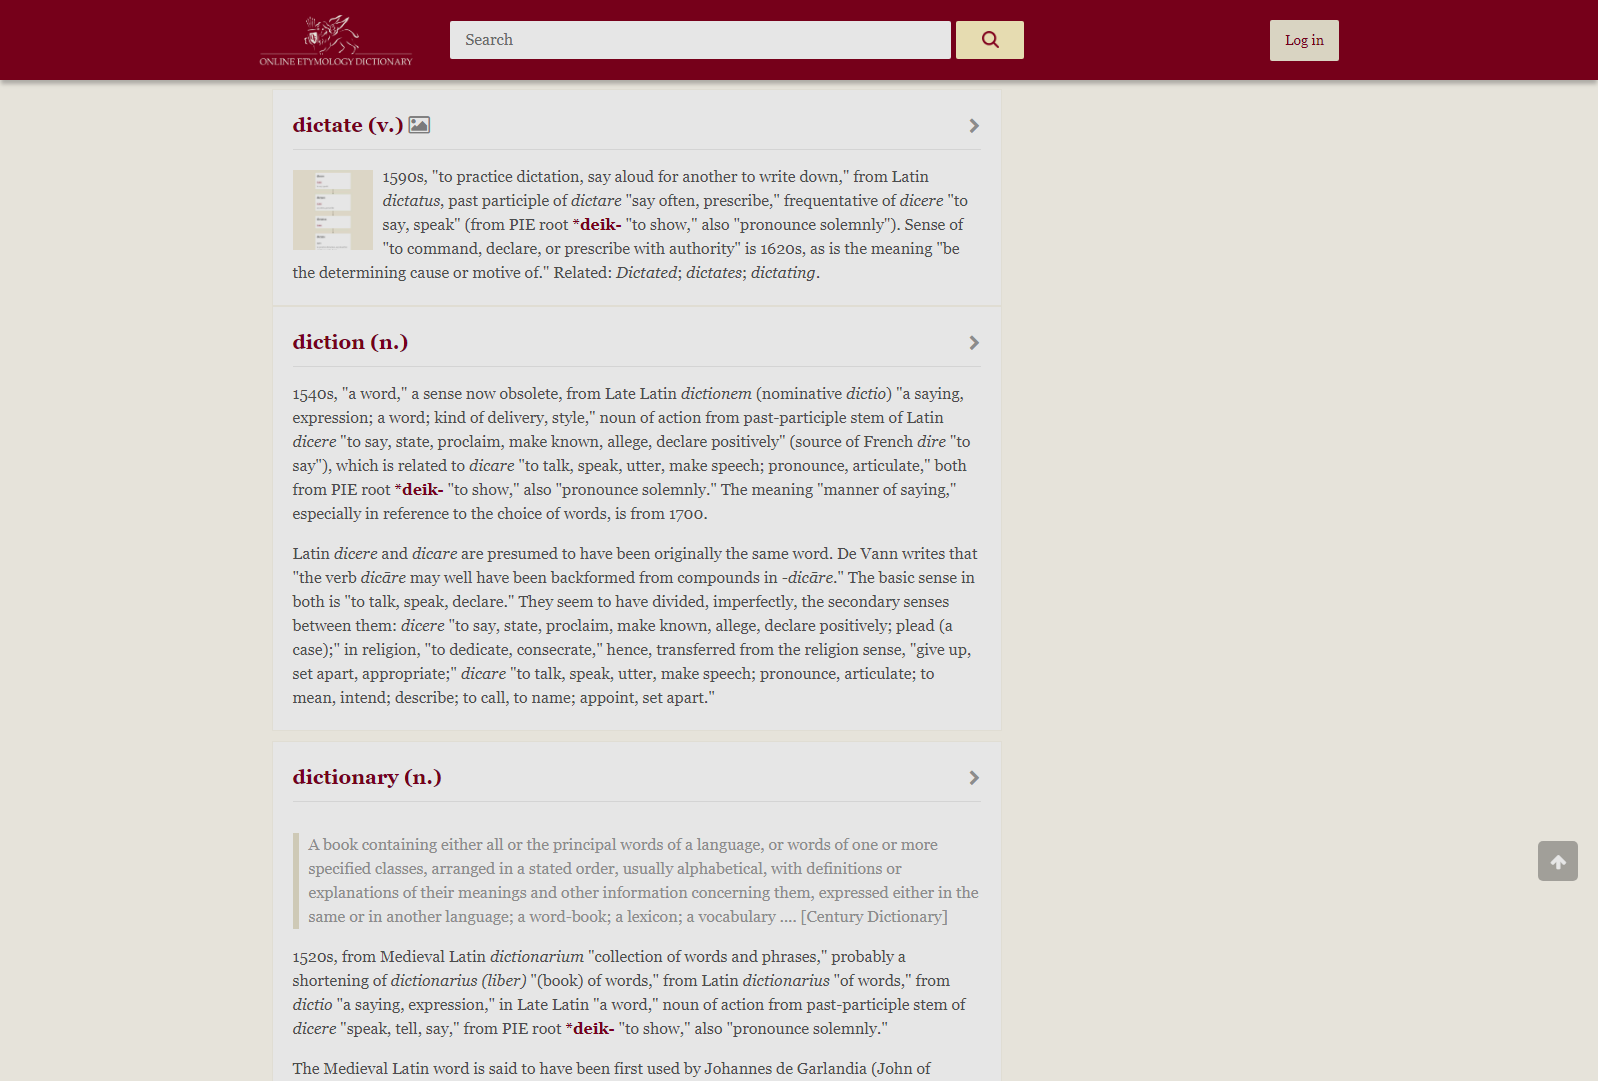 ONLINE ETYMOLOGY DICTIONARY
Search
Log in
dictate (v.)
1590s, "to practice dictation, say aloud for another to write down," from Latin
dictatus, past participle of dictare "say often, prescribe," frequentative of dicere "to
say, speak" (from PIE root *deik- "to show," also "pronounce solemnly"). Sense of
"to command, declare, or prescribe with authority" is 1620s, as is the meaning "be
the determining cause or motive of." Related: Dictated; dictates; dictating.
diction (n.)
1540s, "a word," a sense now obsolete, from Late Latin dictionem (nominative dictio) "a saying,
expression; a word; kind of delivery, style," noun of action from past-participle stem of Latin
dicere "to say, state, proclaim, make known, allege, declare positively" (source of French dire "to
say"), which is related to dicare "to talk, speak, utter, make speech; pronounce, articulate," both
from PIE root *deik- "to show," also "pronounce solemnly." The meaning "manner of saying,"
especially in reference to the choice of words, is from 1700.
Latin dicere and dicare are presumed to have been originally the same word. De Vann writes that
"the verb dicāre may well have been backformed from compounds in -dicāre." The basic sense in
both is "to talk, speak, declare." They seem to have divided, imperfectly, the secondary senses
between them: dicere "to say, state, proclaim, make known, allege, declare positively; plead (a
case);" in religion, "to dedicate, consecrate," hence, transferred from the religion sense, "give up,
set apart, appropriate;" dicare "to talk, speak, utter, make speech; pronounce, articulate; to
mean, intend; describe; to call, to name; appoint, set apart."
dictionary (n.)
A book containing either all or the principal words of a language, or words of one or more
specified classes, arranged in a stated order, usually alphabetical, with definitions or
explanations of their meanings and other information concerning them, expressed either in the
same or in another language; a word-book; a lexicon; a vocabulary .... [Century Dictionary]
1520s, from Medieval Latin dictionarium "collection of words and phrases," probably a
shortening of dictionarius (liber) "(book) of words," from Latin dictionarius "of words," from
dictio "a saying, expression," in Late Latin "a word," noun of action from past-participle stem of
dicere "speak, tell, say," from PIE root *deik- "to show," also "pronounce solemnly."
The Medieval Latin word is said to have been first used by Johannes de Garlandia (John of